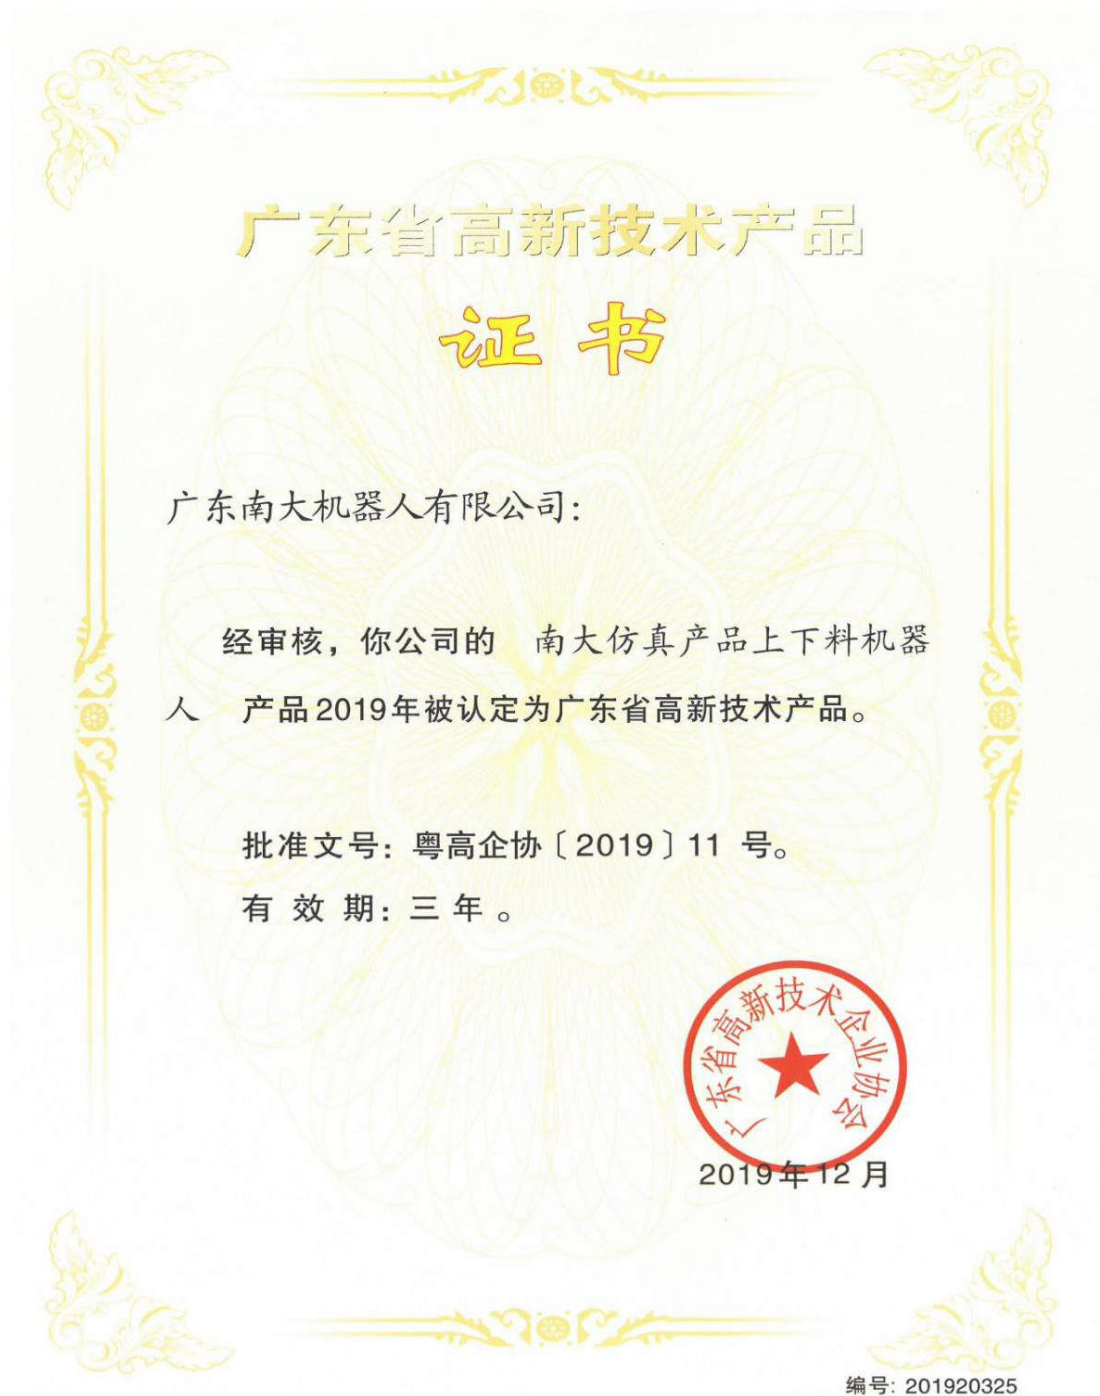 广东省高新技术产品
证书
广东南大机器人有限公司：
经审核，你公司的 南大仿真产品上下料机器
人 产品2019年被认定为广东省高新技术产品。
批准文号：粤高企协〔2019〕11 号。
有 效 期：三 年 。
广东省高新技术企业协会
2019年12月
编号: 201920325